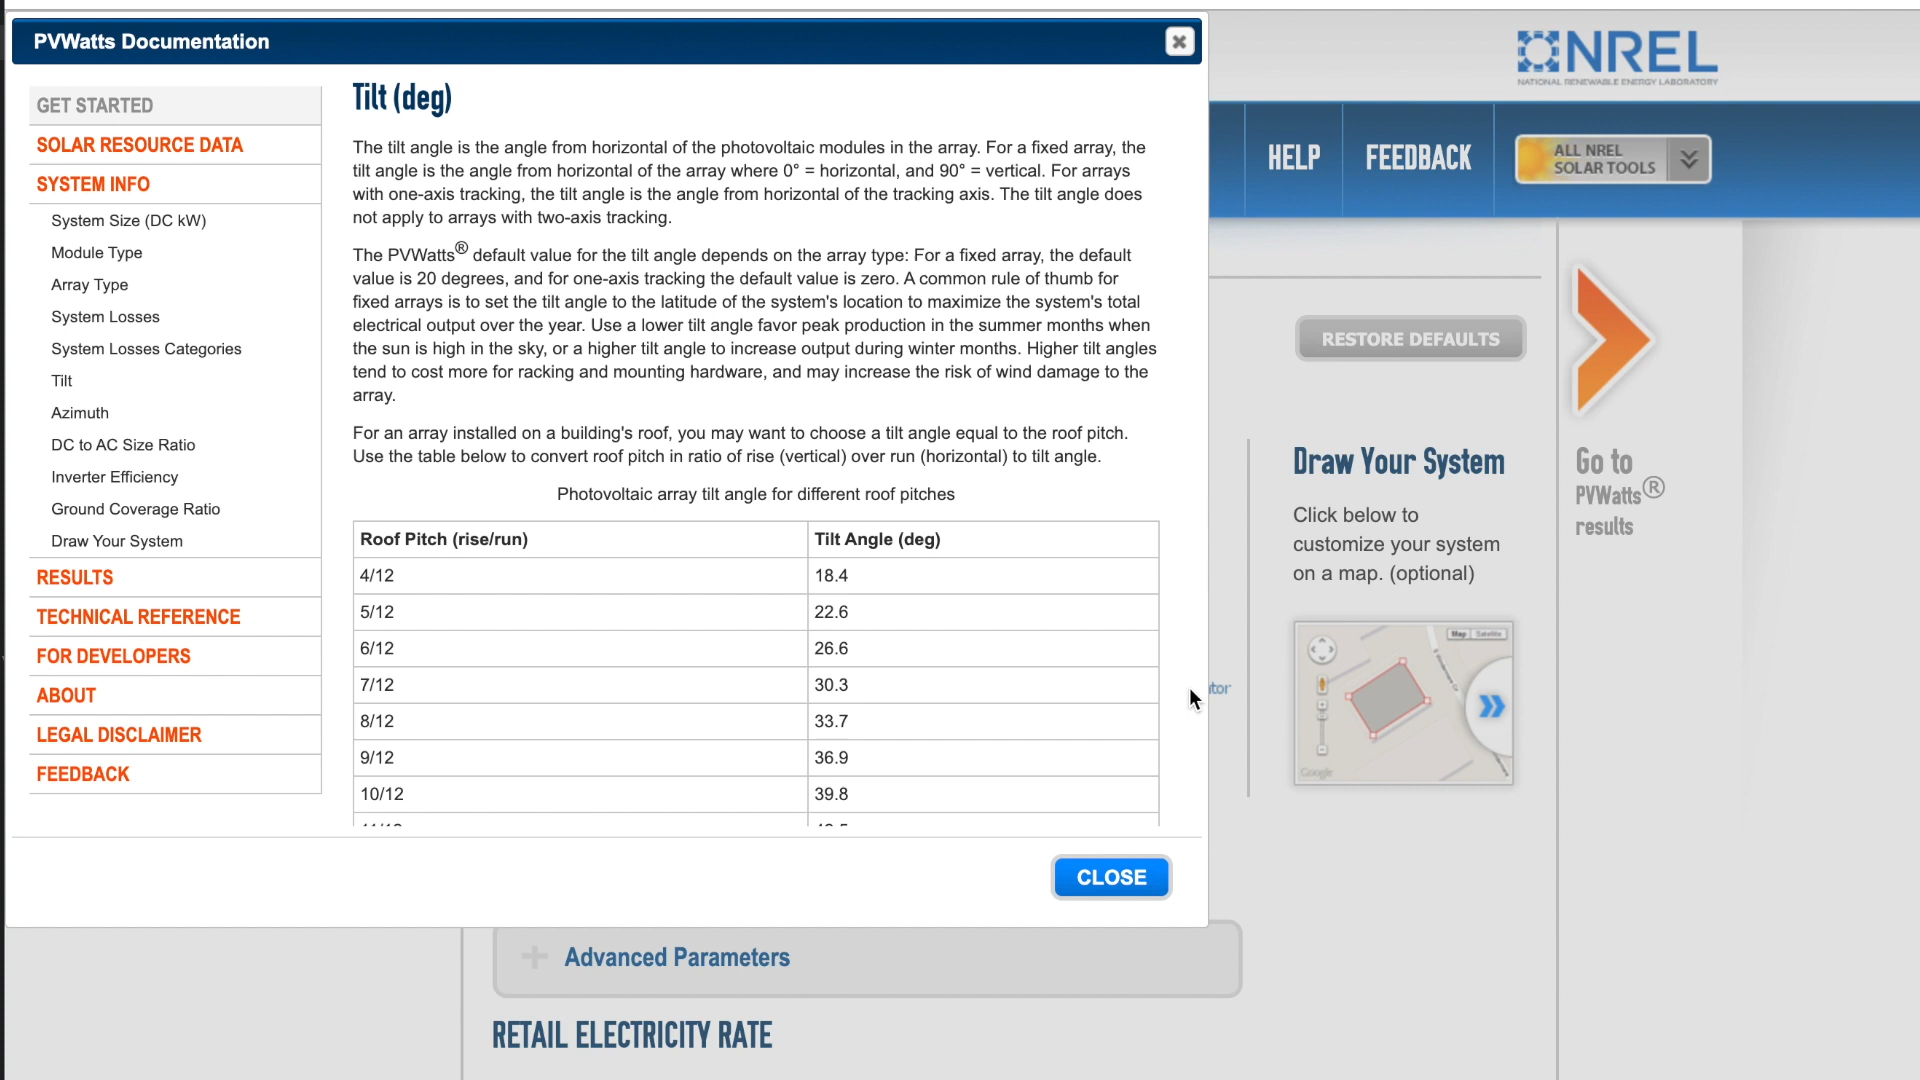 PVWatts Documentation
GET STARTED
SOLAR RESOURCE DATA
SYSTEM INFO
System Size (DC kW)
Module Type
Array Type
System Losses
System Losses Categories
Tilt
Azimuth
DC to AC Size Ratio
Inverter Efficiency
Ground Coverage Ratio
Draw Your System
RESULTS
TECHNICAL REFERENCE
FOR DEVELOPERS
ABOUT
LEGAL DISCLAIMER
FEEDBACK
Tilt (deg)
The tilt angle is the angle from horizontal of the photovoltaic modules in the array. For a fixed array, the
tilt angle is the angle from horizontal of the array where 0° = horizontal, and 90° = vertical. For arrays
with one-axis tracking, the tilt angle is the angle from horizontal of the tracking axis. The tilt angle does
not apply to arrays with two-axis tracking.
The PVWatts® default value for the tilt angle depends on the array type: For a fixed array, the default
value is 20 degrees, and for one-axis tracking the default value is zero. A common rule of thumb for
fixed arrays is to set the tilt angle to the latitude of the system's location to maximize the system's total
electrical output over the year. Use a lower tilt angle favor peak production in the summer months when
the sun is high in the sky, or a higher tilt angle to increase output during winter months. Higher tilt angles
tend to cost more for racking and mounting hardware, and may increase the risk of wind damage to the
array.
For an array installed on a building's roof, you may want to choose a tilt angle equal to the roof pitch.
Use the table below to convert roof pitch in ratio of rise (vertical) over run (horizontal) to tilt angle.
Photovoltaic array tilt angle for different roof pitches
Roof Pitch (rise/run) Tilt Angle (deg)
4/12 18.4
5/12 22.6
6/12 26.6
7/12 30.3
8/12 33.7
9/12 36.9
10/12 39.8
CLOSE
NREL
NATIONAL RENEWABLE ENERGY LABORATORY
HELP
FEEDBACK
ALL NREL
SOLAR TOOLS
RESTORE DEFAULTS
Draw Your System
Click below to
customize your system
on a map. (optional)
Map Satellite
Google
Go to
PVWatts®
results
Advanced Parameters
RETAIL ELECTRICITY RATE